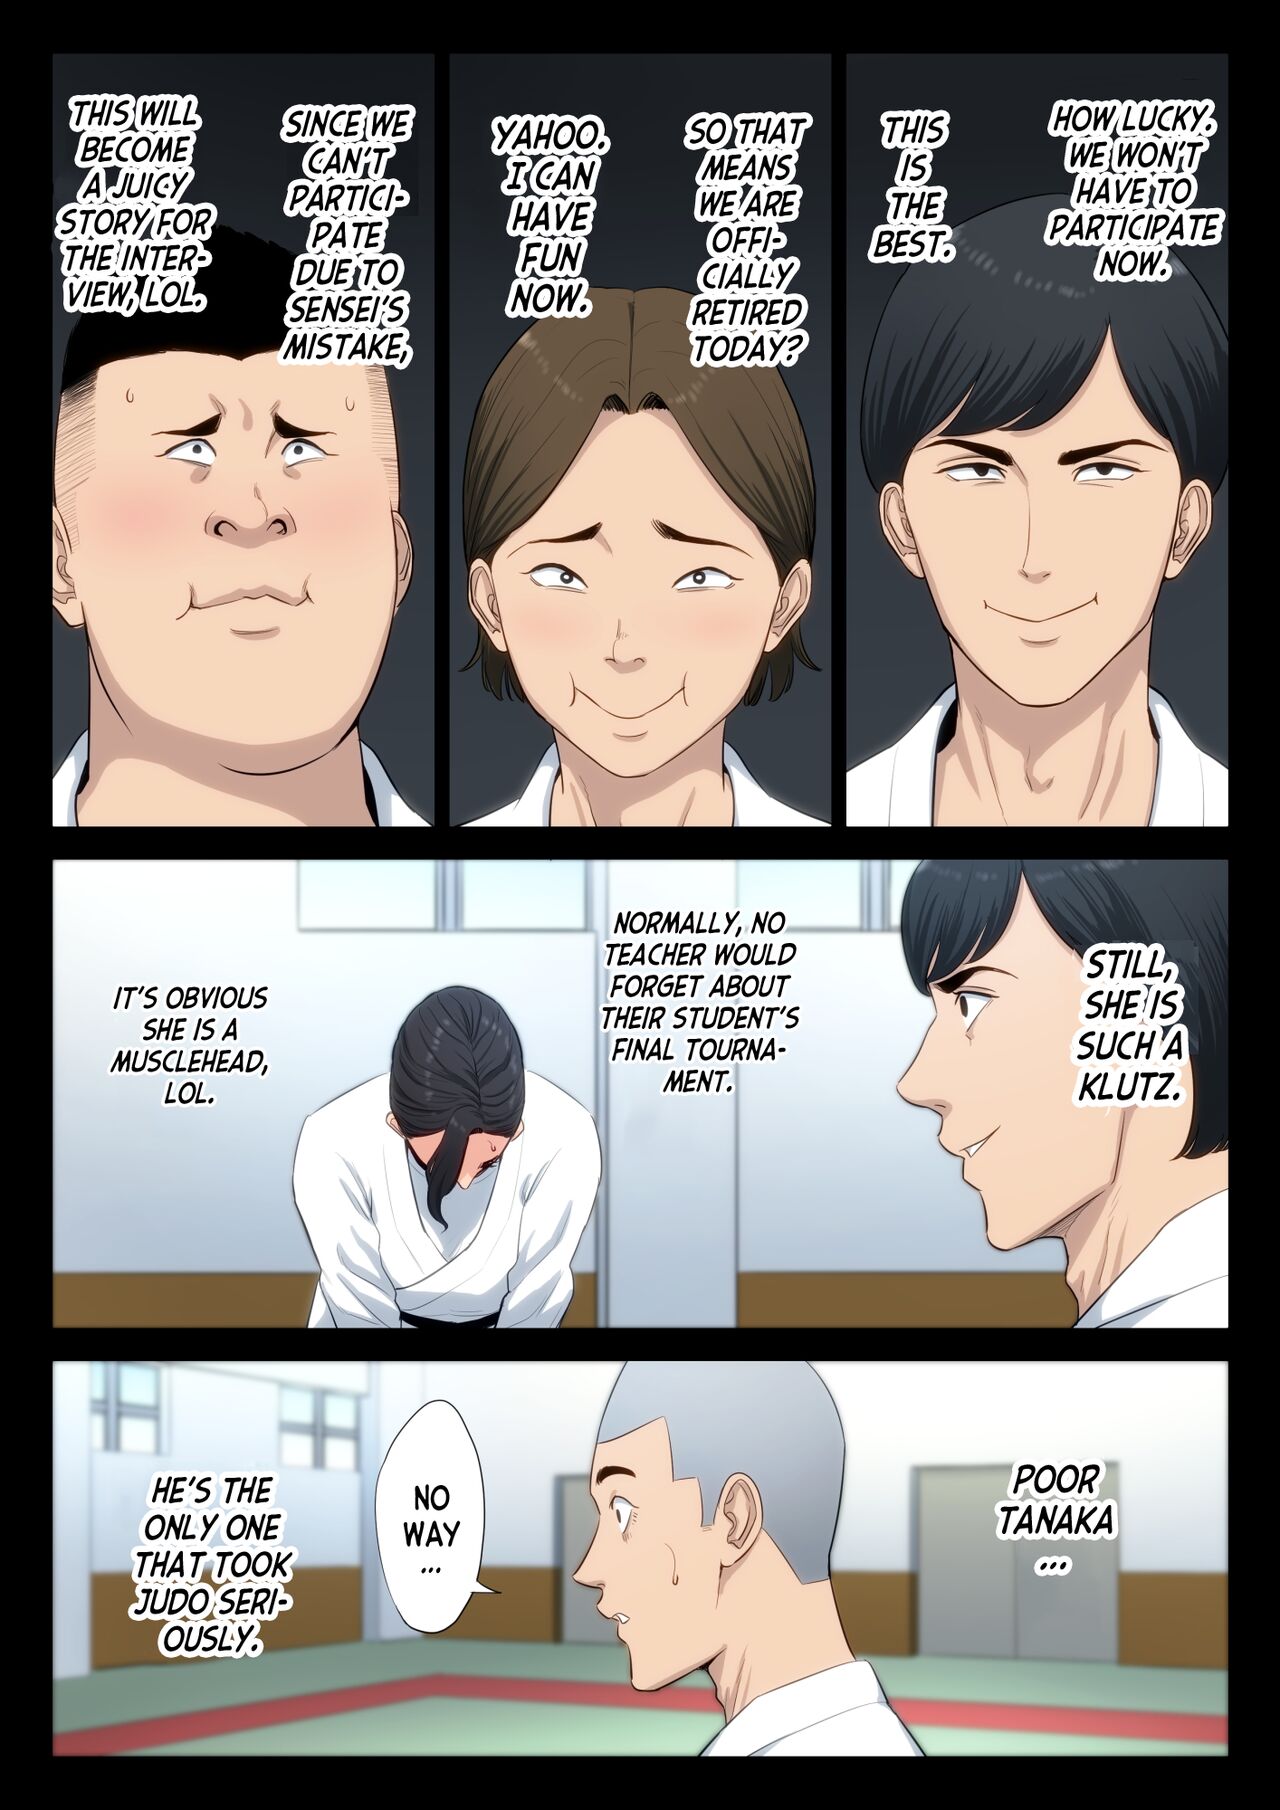 HOW LUCKY.
WE WON'T
HAVE TO
PARTICIPATE
NOW.
THIS
IS
THE
BEST.
SO THAT
MEANS
WE ARE
OFFI-
CIALLY
RETIRED
TODAY?
YAHOO.
I CAN
HAVE
FUN
NOW.
SINCE WE
CAN'T
PARTICI-
PATE
DUE TO
SENSEI'S
MISTAKE,
THIS WILL
BECOME
A JUICY
STORY FOR
THE INTER-
VIEW, LOL.
STILL,
SHE IS
SUCH A
KLUTZ.
NORMALLY, NO
TEACHER WOULD
FORGET ABOUT
THEIR STUDENT'S
FINAL TOURNA-
MENT.
IT'S OBVIOUS
SHE IS A
MUSCLEHEAD,
LOL.
POOR
TANAKA
...
NO
WAY
...
HE'S THE
ONLY ONE
THAT TOOK
JUDO SERI-
OUSLY.